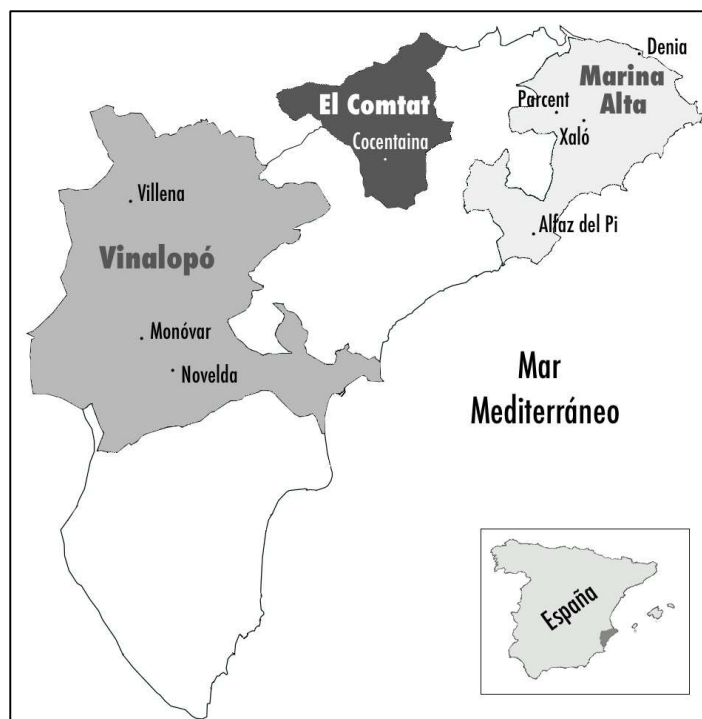 Denia
Marina
Alta
Parcent
Xaló
El Comtat
Cocentaina
Villena
Alfaz del Pi
Vinalopó
Monóvar
Novelda
Mar
Mediterráneo
España